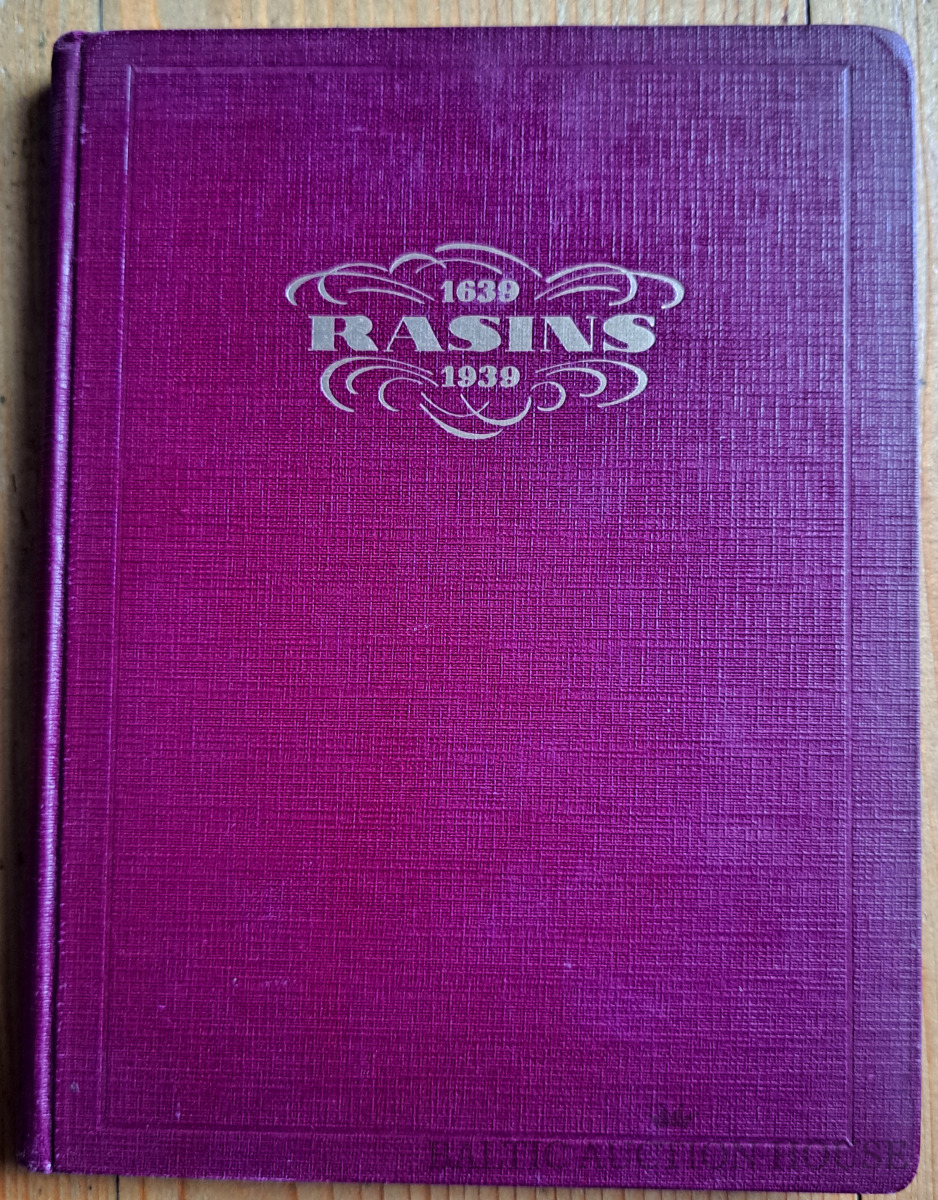 1639
RASINS
1939
BALTIC AUCTION HOUSE